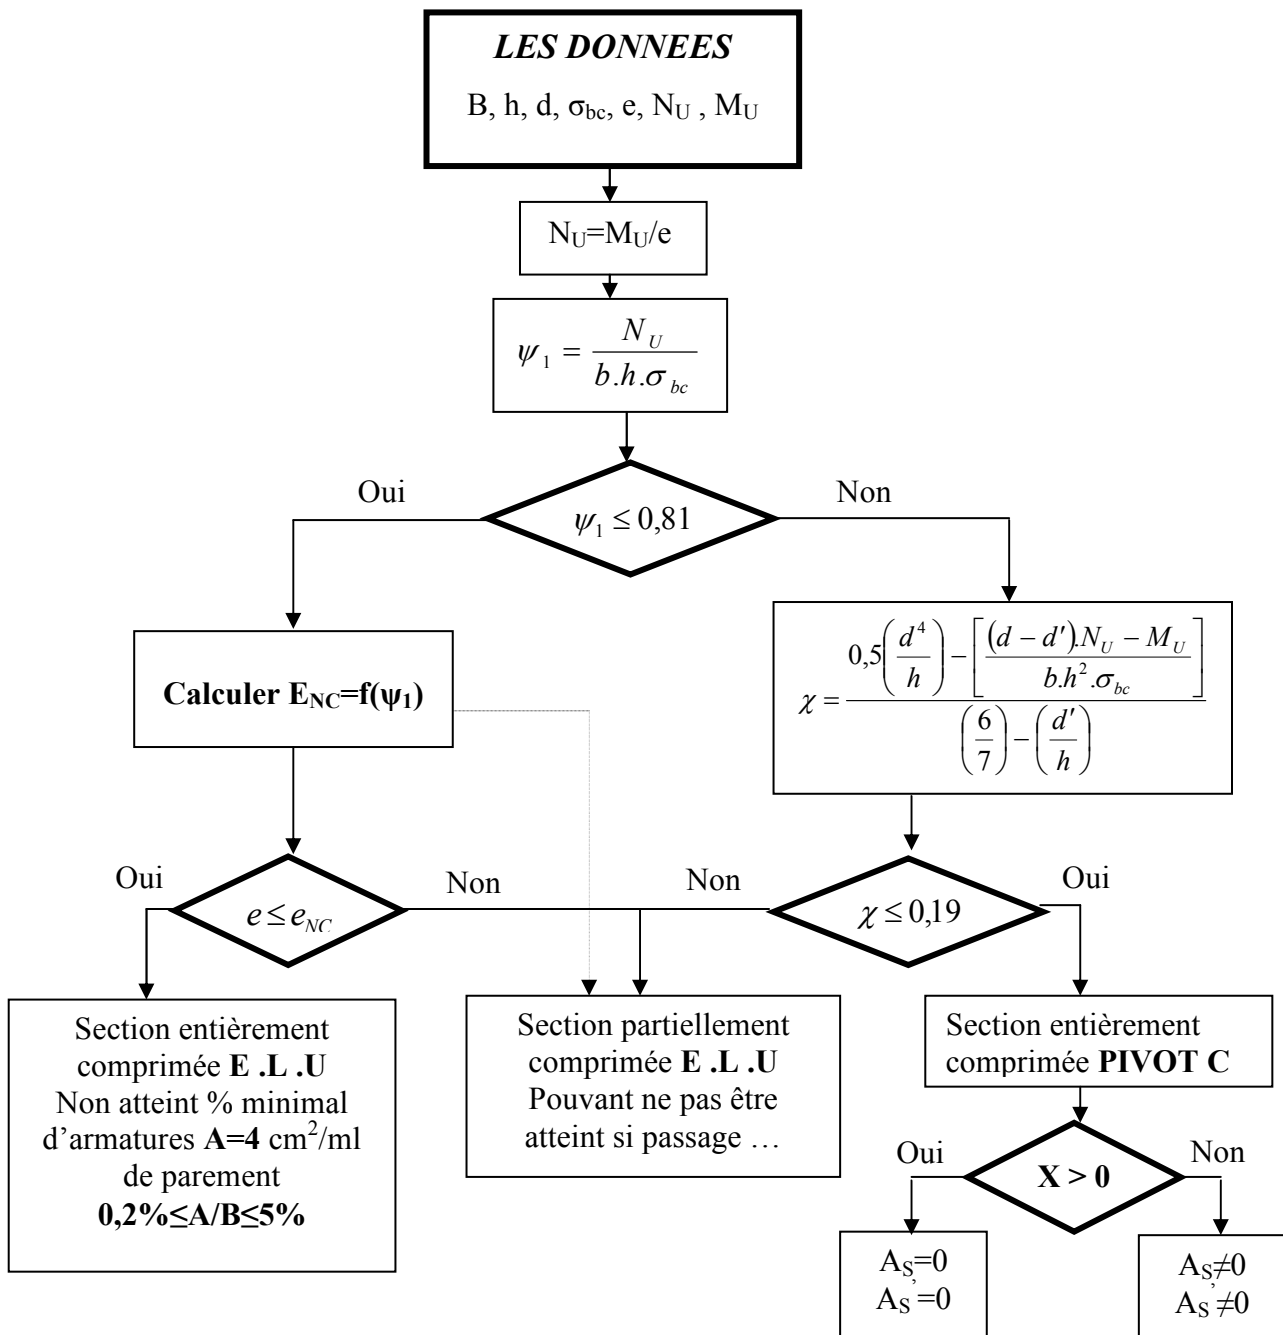 LES DONNEES
B, h, d, σbc, e, NU , MU
NU=MU/e
ψ1 = NU / b.h.σbc
Oui
Non
ψ1 ≤ 0,81
Calculer ENC=f(ψ1)
χ = (0,5(d^4/h) − [((d − d′).NU − MU) / (b.h².σbc)]) / ((6/7) − (d′/h))
Oui
Non
Non
Oui
e ≤ eNC
χ ≤ 0,19
Section entièrement
comprimée E .L .U
Non atteint % minimal
d’armatures A=4 cm²/ml
de parement
0,2%≤A/B≤5%
Section partiellement
comprimée E .L .U
Pouvant ne pas être
atteint si passage …
Section entièrement
comprimée PIVOT C
Oui
Non
X > 0
AS=0
AS’=0
AS≠0
AS’≠0